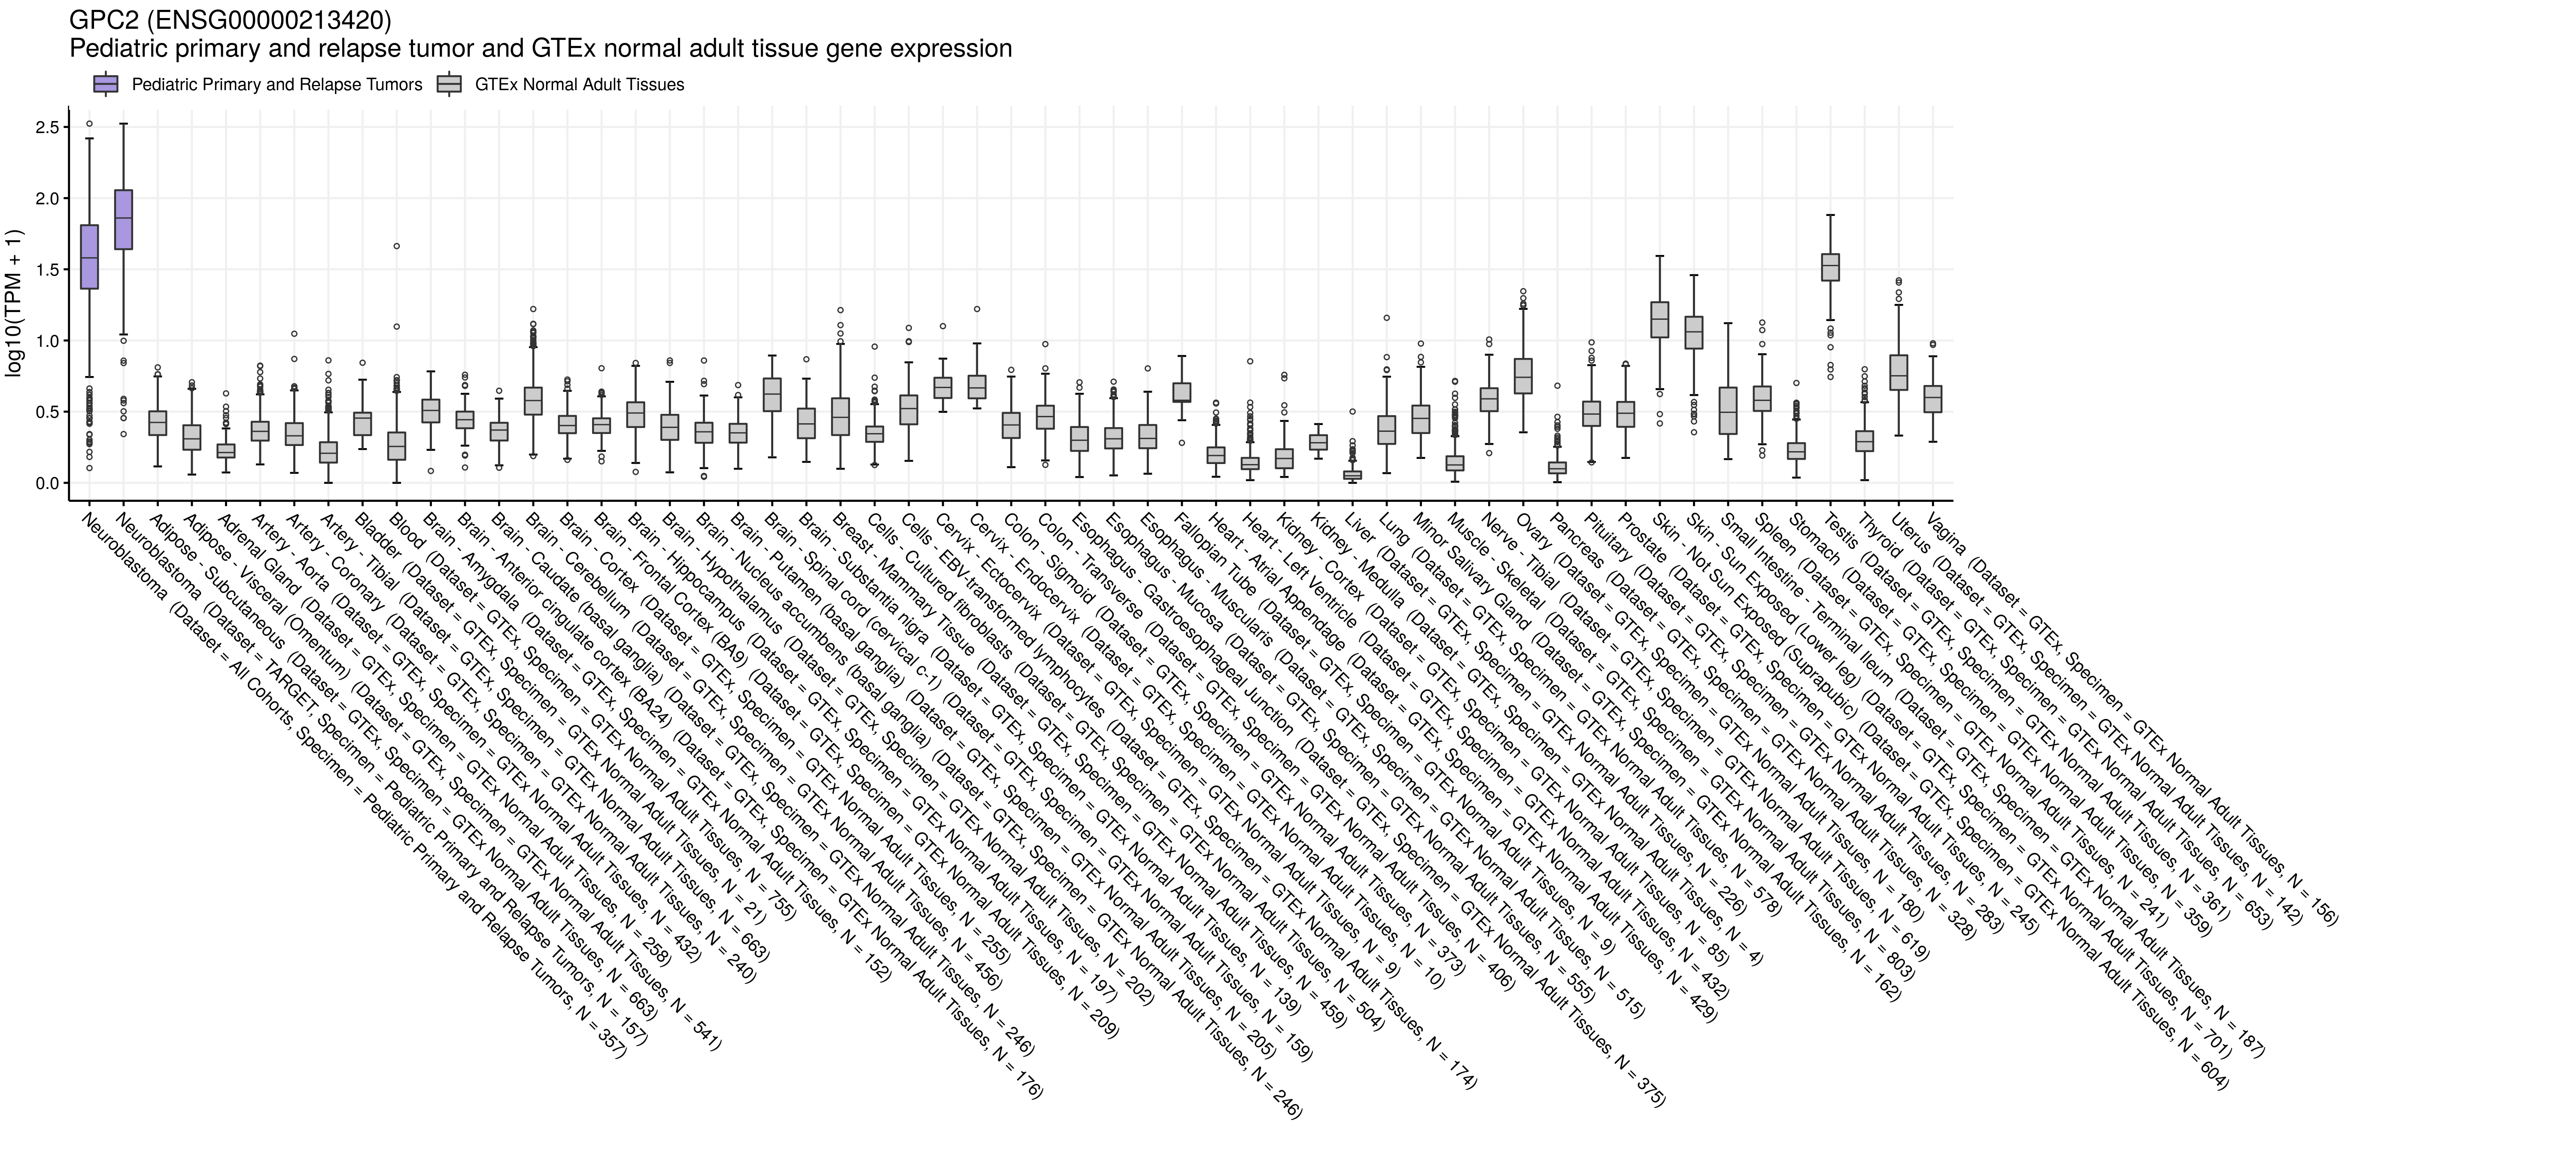 GPC2 (ENSG00000213420)
Pediatric primary and relapse tumor and GTEx normal adult tissue gene expression
Pediatric Primary and Relapse Tumors
GTEx Normal Adult Tissues
log10(TPM + 1)
2.5
2.0
1.5
1.0
0.5
0.0
Neuroblastoma (Dataset = All Cohorts, Specimen = Pediatric Primary and Relapse Tumors, N = 357)
Neuroblastoma (Dataset = TARGET, Specimen = Pediatric Primary and Relapse Tumors, N = 157)
Adipose - Subcutaneous (Dataset = GTEx, Specimen = GTEx Normal Adult Tissues, N = 663)
Adipose - Visceral (Omentum) (Dataset = GTEx, Specimen = GTEx Normal Adult Tissues, N = 541)
Adrenal Gland (Dataset = GTEx, Specimen = GTEx Normal Adult Tissues, N = 258)
Artery - Aorta (Dataset = GTEx, Specimen = GTEx Normal Adult Tissues, N = 432)
Artery - Coronary (Dataset = GTEx, Specimen = GTEx Normal Adult Tissues, N = 240)
Artery - Tibial (Dataset = GTEx, Specimen = GTEx Normal Adult Tissues, N = 663)
Bladder (Dataset = GTEx, Specimen = GTEx Normal Adult Tissues, N = 21)
Blood (Dataset = GTEx, Specimen = GTEx Normal Adult Tissues, N = 755)
Brain - Amygdala (Dataset = GTEx, Specimen = GTEx Normal Adult Tissues, N = 152)
Brain - Anterior cingulate cortex (BA24) (Dataset = GTEx, Specimen = GTEx Normal Adult Tissues, N = 176)
Brain - Caudate (basal ganglia) (Dataset = GTEx, Specimen = GTEx Normal Adult Tissues, N = 246)
Brain - Cerebellum (Dataset = GTEx, Specimen = GTEx Normal Adult Tissues, N = 456)
Brain - Cortex (Dataset = GTEx, Specimen = GTEx Normal Adult Tissues, N = 255)
Brain - Frontal Cortex (BA9) (Dataset = GTEx, Specimen = GTEx Normal Adult Tissues, N = 209)
Brain - Hippocampus (Dataset = GTEx, Specimen = GTEx Normal Adult Tissues, N = 197)
Brain - Hypothalamus (Dataset = GTEx, Specimen = GTEx Normal Adult Tissues, N = 202)
Brain - Nucleus accumbens (basal ganglia) (Dataset = GTEx, Specimen = GTEx Normal Adult Tissues, N = 246)
Brain - Putamen (basal ganglia) (Dataset = GTEx, Specimen = GTEx Normal Adult Tissues, N = 205)
Brain - Spinal cord (cervical c-1) (Dataset = GTEx, Specimen = GTEx Normal Adult Tissues, N = 159)
Brain - Substantia nigra (Dataset = GTEx, Specimen = GTEx Normal Adult Tissues, N = 139)
Breast - Mammary Tissue (Dataset = GTEx, Specimen = GTEx Normal Adult Tissues, N = 459)
Cells - Cultured fibroblasts (Dataset = GTEx, Specimen = GTEx Normal Adult Tissues, N = 504)
Cells - EBV-transformed lymphocytes (Dataset = GTEx, Specimen = GTEx Normal Adult Tissues, N = 174)
Cervix - Ectocervix (Dataset = GTEx, Specimen = GTEx Normal Adult Tissues, N = 9)
Cervix - Endocervix (Dataset = GTEx, Specimen = GTEx Normal Adult Tissues, N = 10)
Colon - Sigmoid (Dataset = GTEx, Specimen = GTEx Normal Adult Tissues, N = 373)
Colon - Transverse (Dataset = GTEx, Specimen = GTEx Normal Adult Tissues, N = 406)
Esophagus - Gastroesophageal Junction (Dataset = GTEx, Specimen = GTEx Normal Adult Tissues, N = 375)
Esophagus - Mucosa (Dataset = GTEx, Specimen = GTEx Normal Adult Tissues, N = 555)
Esophagus - Muscularis (Dataset = GTEx, Specimen = GTEx Normal Adult Tissues, N = 515)
Fallopian Tube (Dataset = GTEx, Specimen = GTEx Normal Adult Tissues, N = 9)
Heart - Atrial Appendage (Dataset = GTEx, Specimen = GTEx Normal Adult Tissues, N = 429)
Heart - Left Ventricle (Dataset = GTEx, Specimen = GTEx Normal Adult Tissues, N = 432)
Kidney - Cortex (Dataset = GTEx, Specimen = GTEx Normal Adult Tissues, N = 85)
Kidney - Medulla (Dataset = GTEx, Specimen = GTEx Normal Adult Tissues, N = 4)
Liver (Dataset = GTEx, Specimen = GTEx Normal Adult Tissues, N = 226)
Lung (Dataset = GTEx, Specimen = GTEx Normal Adult Tissues, N = 578)
Minor Salivary Gland (Dataset = GTEx, Specimen = GTEx Normal Adult Tissues, N = 162)
Muscle - Skeletal (Dataset = GTEx, Specimen = GTEx Normal Adult Tissues, N = 803)
Nerve - Tibial (Dataset = GTEx, Specimen = GTEx Normal Adult Tissues, N = 619)
Ovary (Dataset = GTEx, Specimen = GTEx Normal Adult Tissues, N = 180)
Pancreas (Dataset = GTEx, Specimen = GTEx Normal Adult Tissues, N = 328)
Pituitary (Dataset = GTEx, Specimen = GTEx Normal Adult Tissues, N = 283)
Prostate (Dataset = GTEx, Specimen = GTEx Normal Adult Tissues, N = 245)
Skin - Not Sun Exposed (Suprapubic) (Dataset = GTEx, Specimen = GTEx Normal Adult Tissues, N = 604)
Skin - Sun Exposed (Lower leg) (Dataset = GTEx, Specimen = GTEx Normal Adult Tissues, N = 701)
Small Intestine - Terminal Ileum (Dataset = GTEx, Specimen = GTEx Normal Adult Tissues, N = 187)
Spleen (Dataset = GTEx, Specimen = GTEx Normal Adult Tissues, N = 241)
Stomach (Dataset = GTEx, Specimen = GTEx Normal Adult Tissues, N = 359)
Testis (Dataset = GTEx, Specimen = GTEx Normal Adult Tissues, N = 361)
Thyroid (Dataset = GTEx, Specimen = GTEx Normal Adult Tissues, N = 653)
Uterus (Dataset = GTEx, Specimen = GTEx Normal Adult Tissues, N = 142)
Vagina (Dataset = GTEx, Specimen = GTEx Normal Adult Tissues, N = 156)